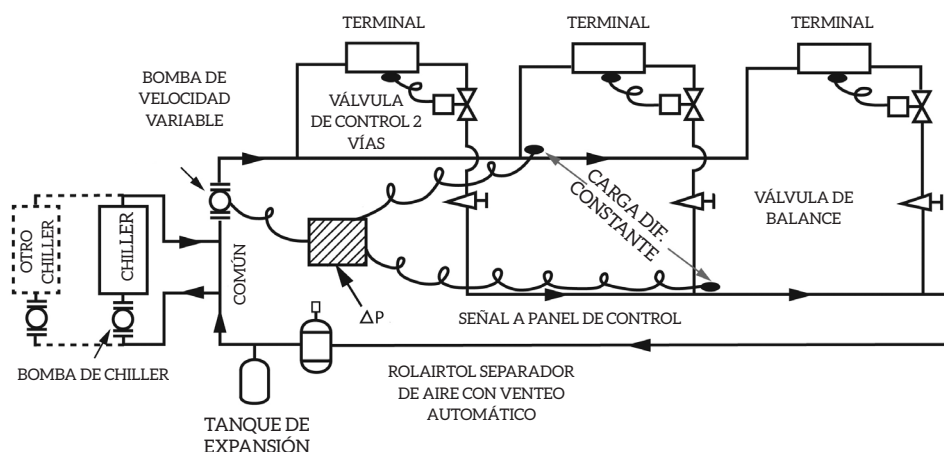 TERMINAL
TERMINAL
TERMINAL
BOMBA DE
VELOCIDAD
VARIABLE
VÁLVULA
DE CONTROL 2
VÍAS
CARGA DIF.
CONSTANTE
VÁLVULA DE
BALANCE
OTRO
CHILLER
CHILLER
COMÚN
ΔP
SEÑAL A PANEL DE CONTROL
BOMBA DE CHILLER
ROLAIRTOL SEPARADOR
DE AIRE CON VENTEO
AUTOMÁTICO
TANQUE DE
EXPANSIÓN